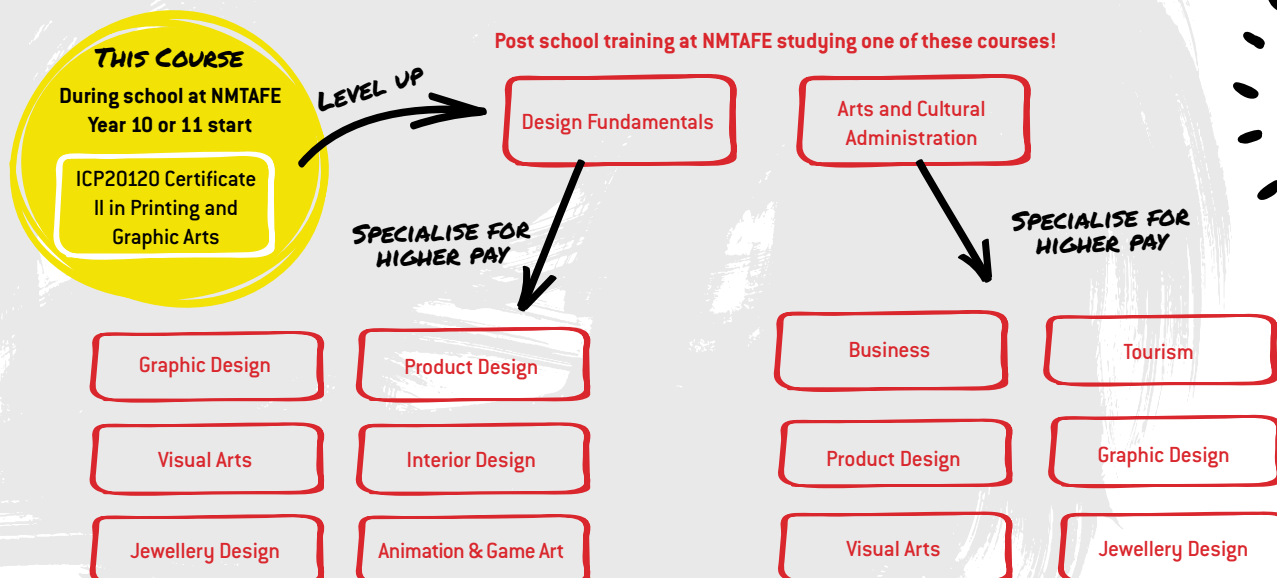 THIS COURSE
During school at NMTAFE
Year 10 or 11 start
ICP20120 Certificate
II in Printing and
Graphic Arts
LEVEL UP
Post school training at NMTAFE studying one of these courses!
Design Fundamentals
Arts and Cultural
Administration
SPECIALISE FOR
HIGHER PAY
SPECIALISE FOR
HIGHER PAY
Graphic Design
Product Design
Visual Arts
Interior Design
Jewellery Design
Animation & Game Art
Business
Tourism
Product Design
Graphic Design
Visual Arts
Jewellery Design